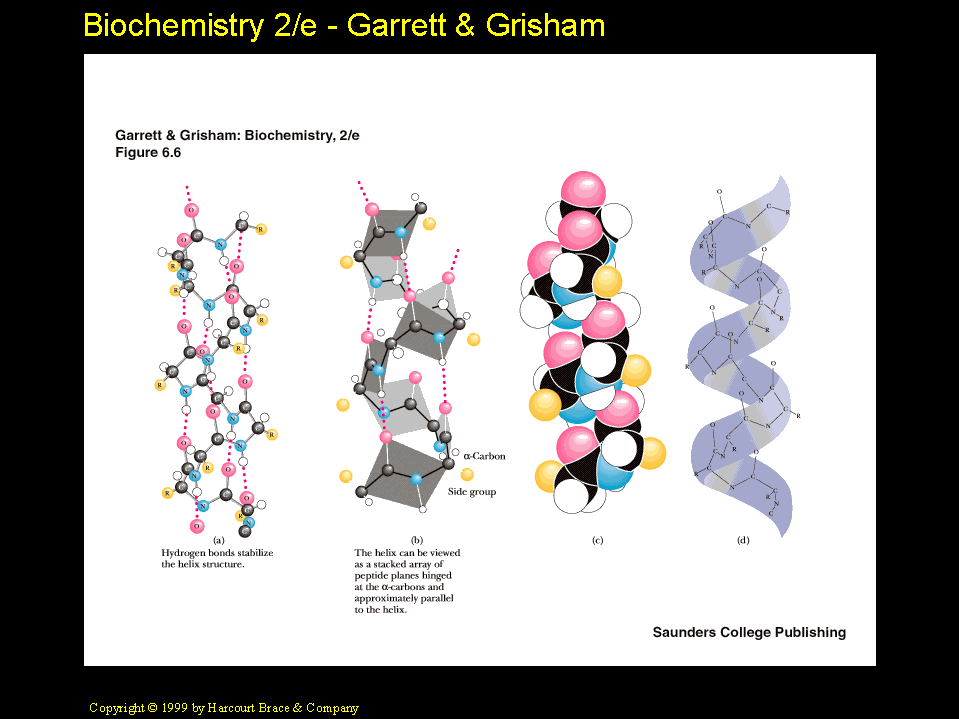 Biochemistry 2/e - Garrett & Grisham
Garrett & Grisham: Biochemistry, 2/e
Figure 6.6
α-Carbon
Side group
(a)
Hydrogen bonds stabilize
the helix structure.
(b)
The helix can be viewed
as a stacked array of
peptide planes hinged
at the α-carbons and
approximately parallel
to the helix.
(c)
(d)
Saunders College Publishing
Copyright © 1999 by Harcourt Brace & Company